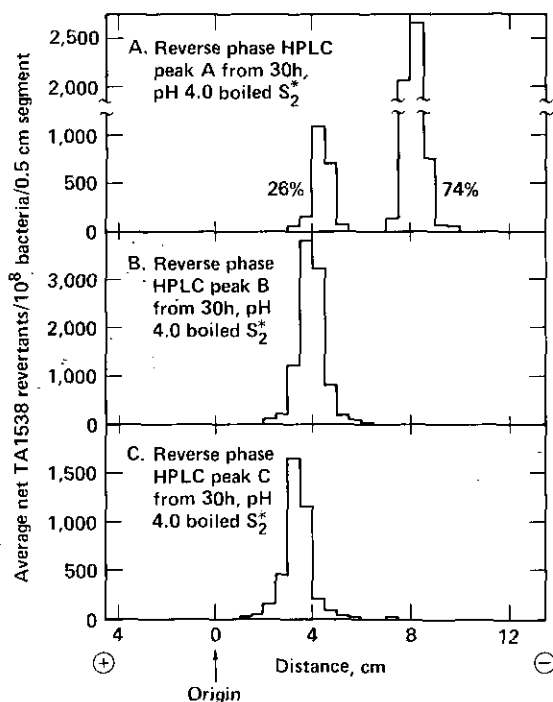 Average net TA1538 revertants/10⁸ bacteria/0.5 cm segment
2,500
2,000
1,000
500
0
A. Reverse phase HPLC
peak A from 30h,
pH 4.0 boiled S₂*
26%
74%
3,000
2,000
1,000
0
B. Reverse phase
HPLC peak B
from 30h, pH
4.0 boiled S₂*
1,500
1,000
500
0
C. Reverse phase
HPLC peak C
from 30h, pH
4.0 boiled S₂*
4 0 4 8 12
+ Distance, cm −
Origin